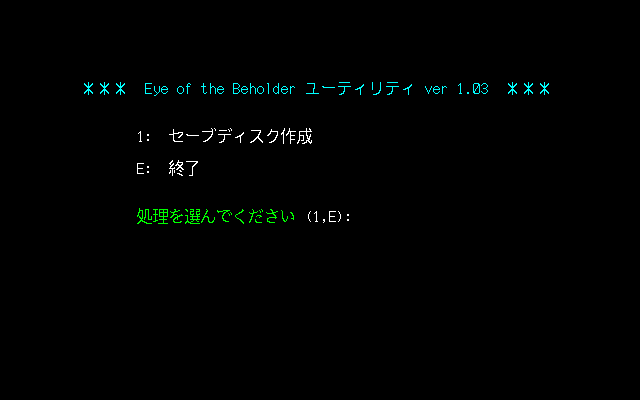 ＊＊＊ Eye of the Beholder ユーティリティ ver 1.03 ＊＊＊
1: セーブディスク作成
E: 終了
処理を選んでください (1,E):